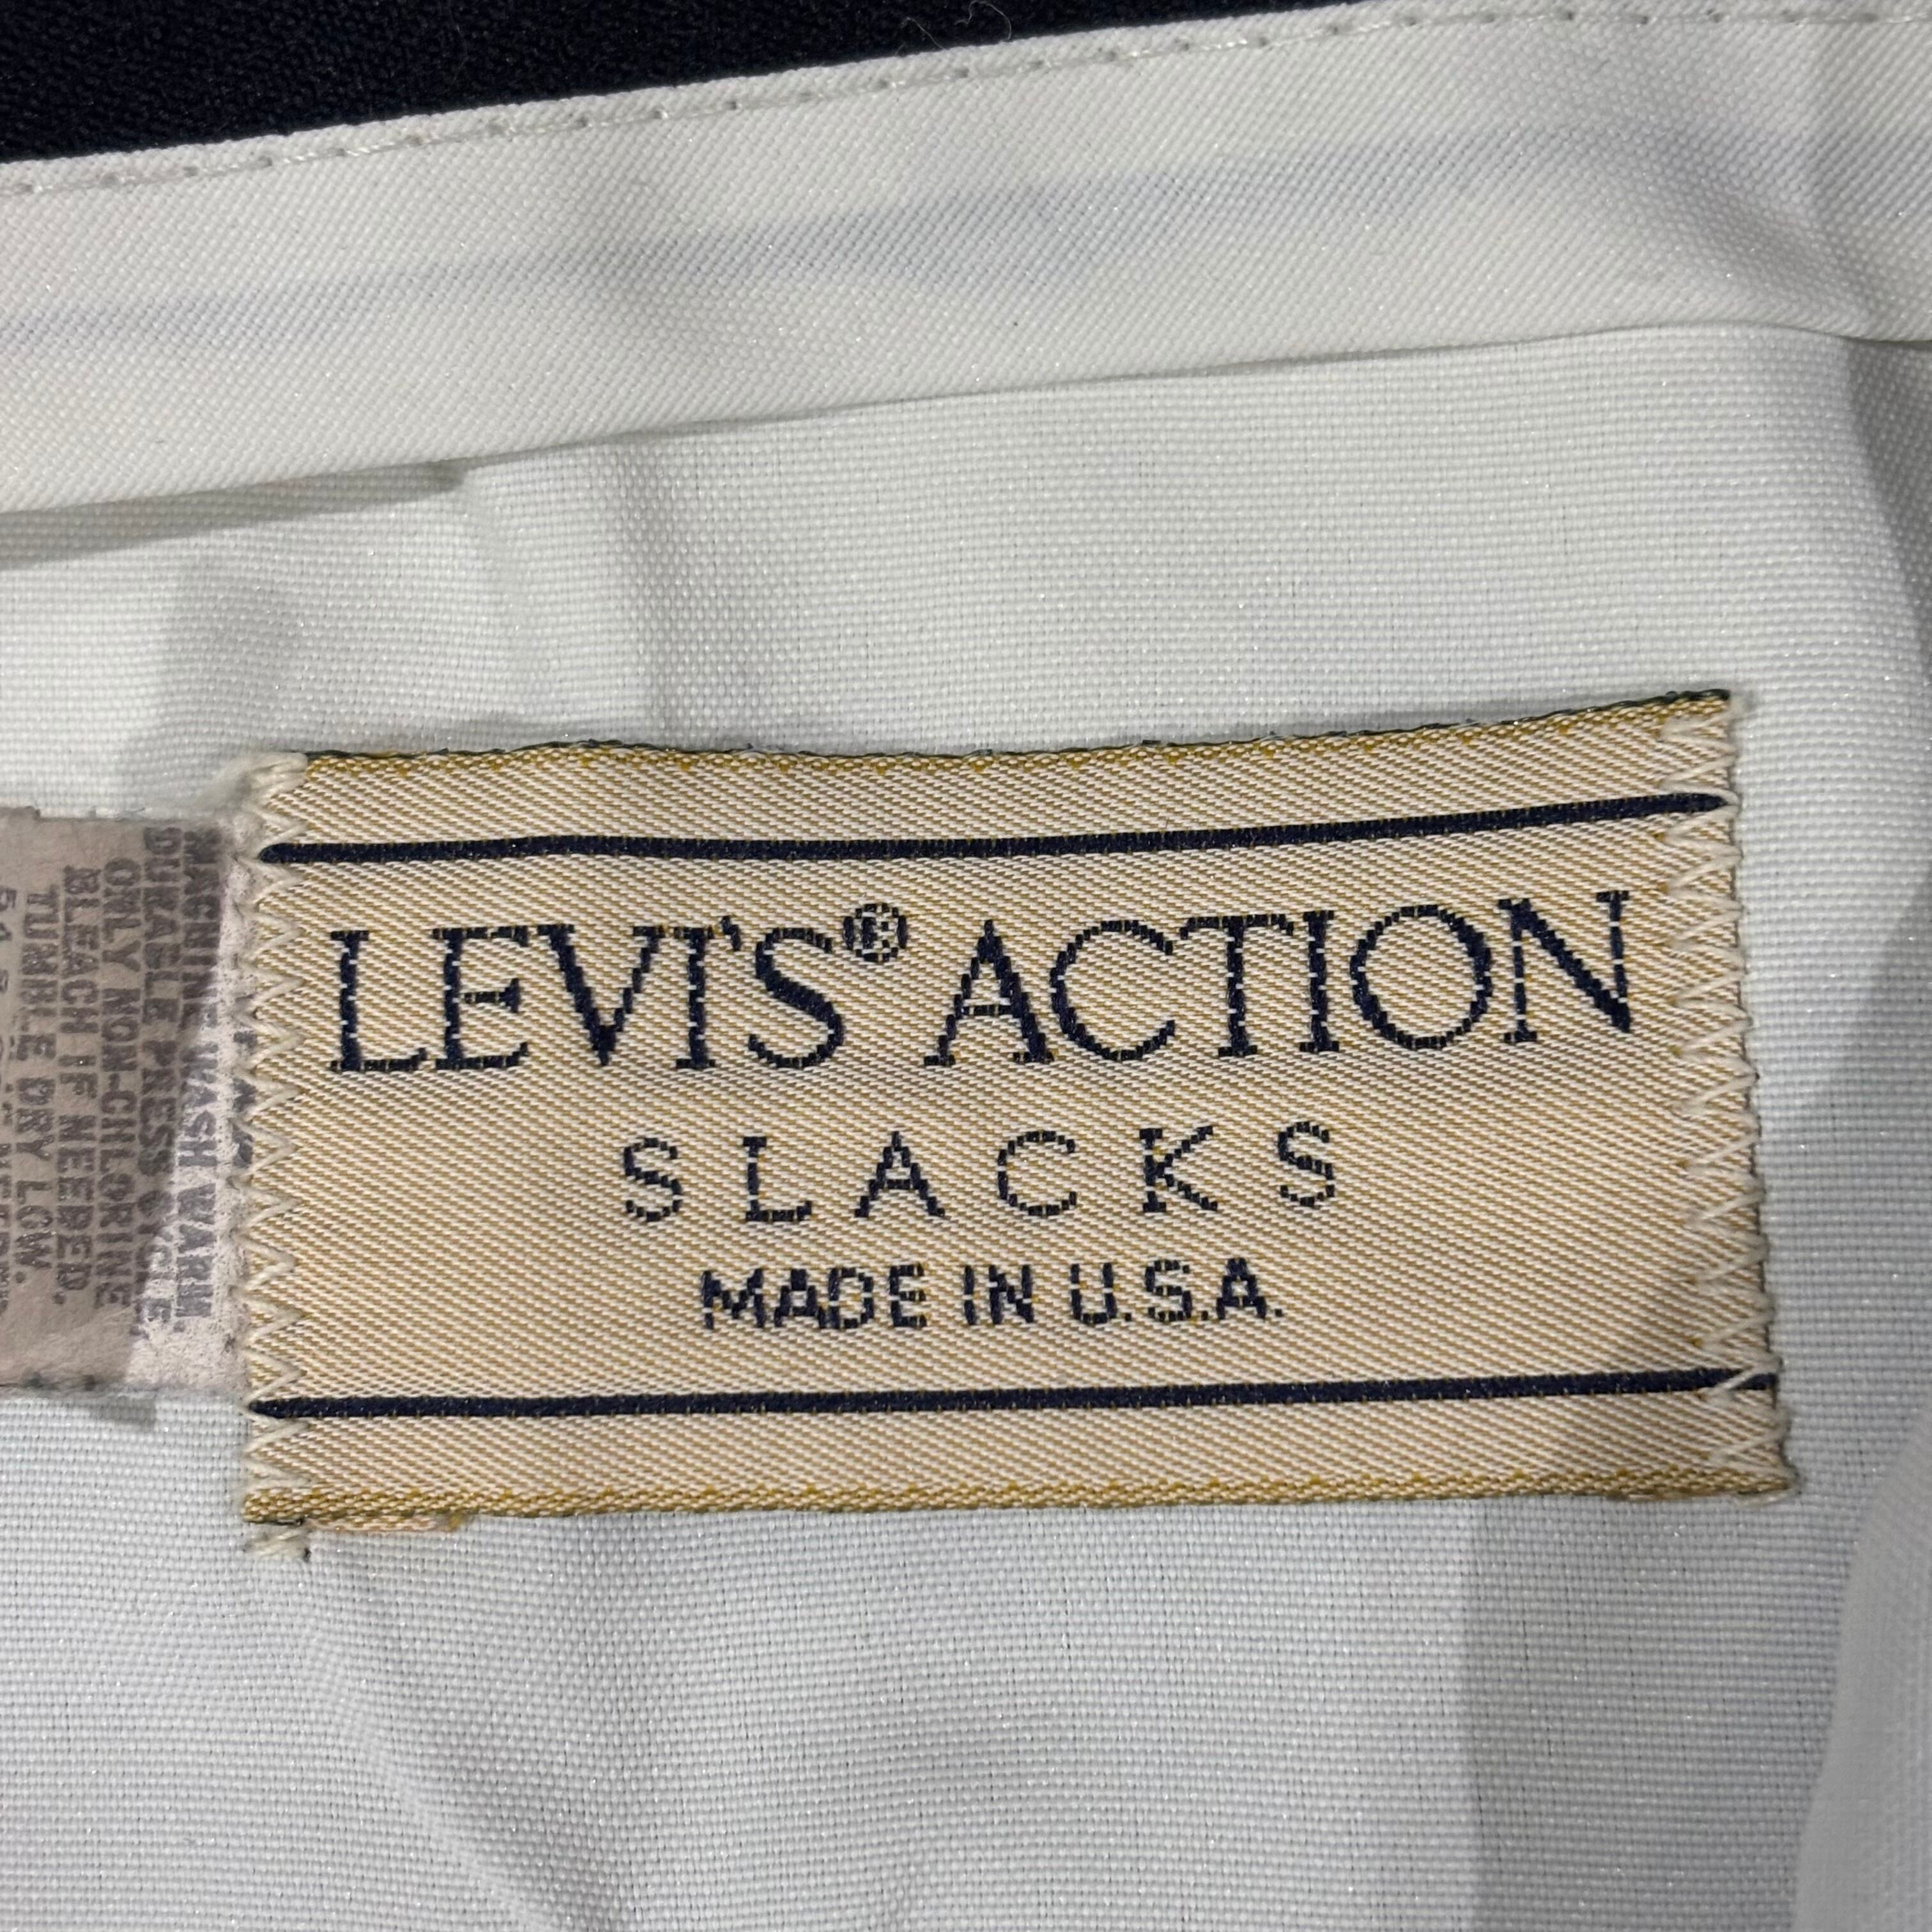 LEVI'S® ACTION
SLACKS
MADE IN U.S.A.
MACHINE WASH WARM
DURABLE PRESS CYCLE.
ONLY NON-CHLORINE
BLEACH IF NEEDED.
TUMBLE DRY LOW.